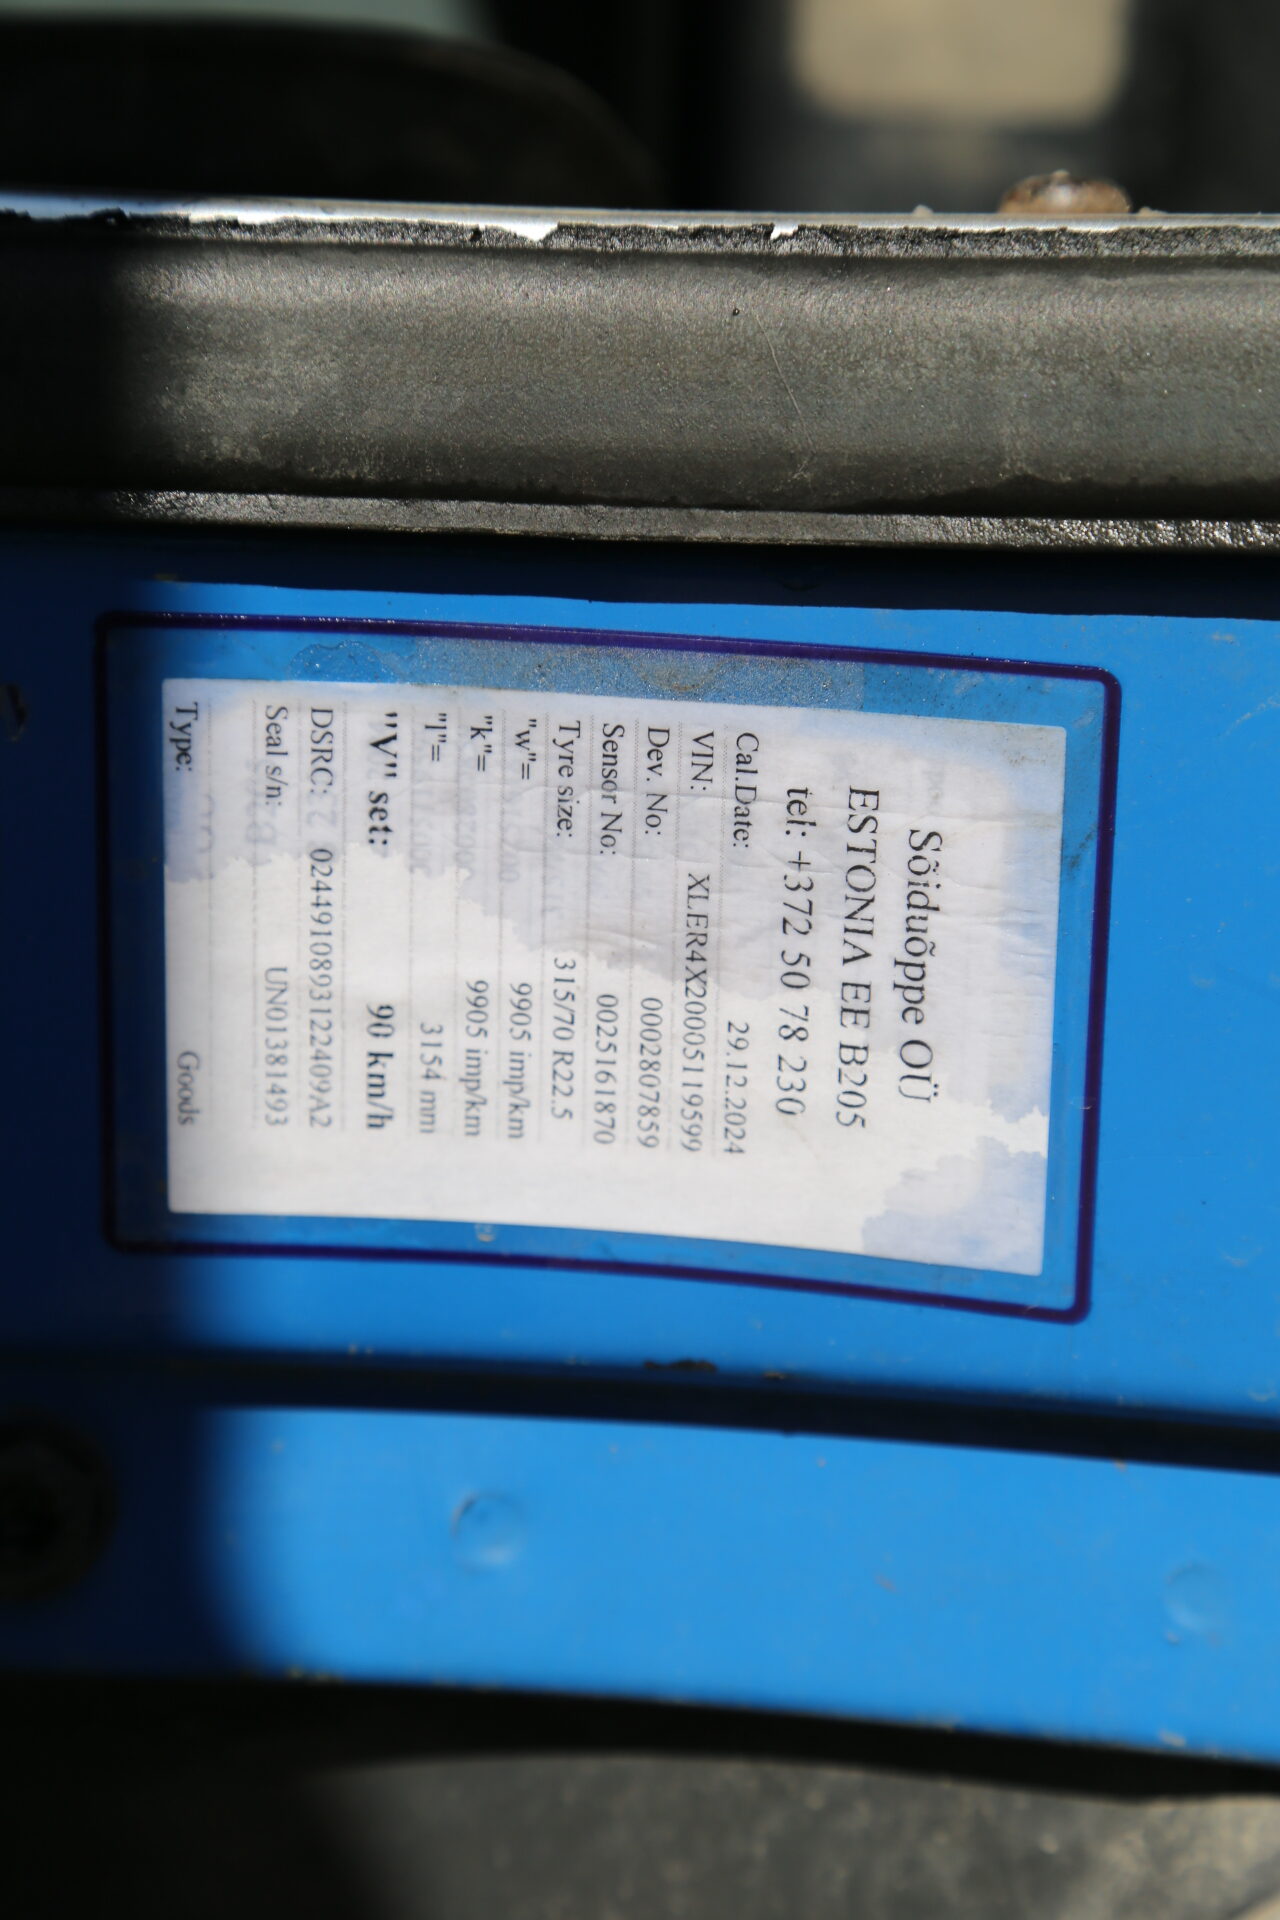 Sõiduõppe OÜ
ESTONIA EE B205
tel: +372 50 78 230
Cal.Date: 29.12.2024
VIN: XLER4X20005119599
Dev. No: 0002807859
Sensor No: 0025161870
Tyre size: 315/70 R22.5
"w"= 9905 imp/km
"k"= 9905 imp/km
"l"= 3154 mm
"V" set: 90 km/h
DSRC: 0244910893122409A2
Seal s/n: UN01381493
Type: Goods